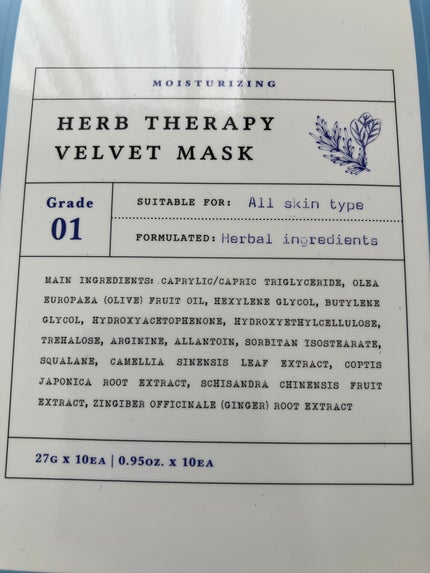 MOISTURIZING
HERB THERAPY
VELVET MASK
Grade
01
SUITABLE FOR: All skin type
FORMULATED: Herbal ingredients
MAIN INGREDIENTS: CAPRYLIC/CAPRIC TRIGLYCERIDE, OLEA
EUROPAEA (OLIVE) FRUIT OIL, HEXYLENE GLYCOL, BUTYLENE
GLYCOL, HYDROXYACETOPHENONE, HYDROXYETHYLCELLULOSE,
TREHALOSE, ARGININE, ALLANTOIN, SORBITAN ISOSTEARATE,
SQUALANE, CAMELLIA SINENSIS LEAF EXTRACT, COPTIS
JAPONICA ROOT EXTRACT, SCHISANDRA CHINENSIS FRUIT
EXTRACT, ZINGIBER OFFICINALE (GINGER) ROOT EXTRACT
27G X 10EA | 0.95OZ. X 10EA